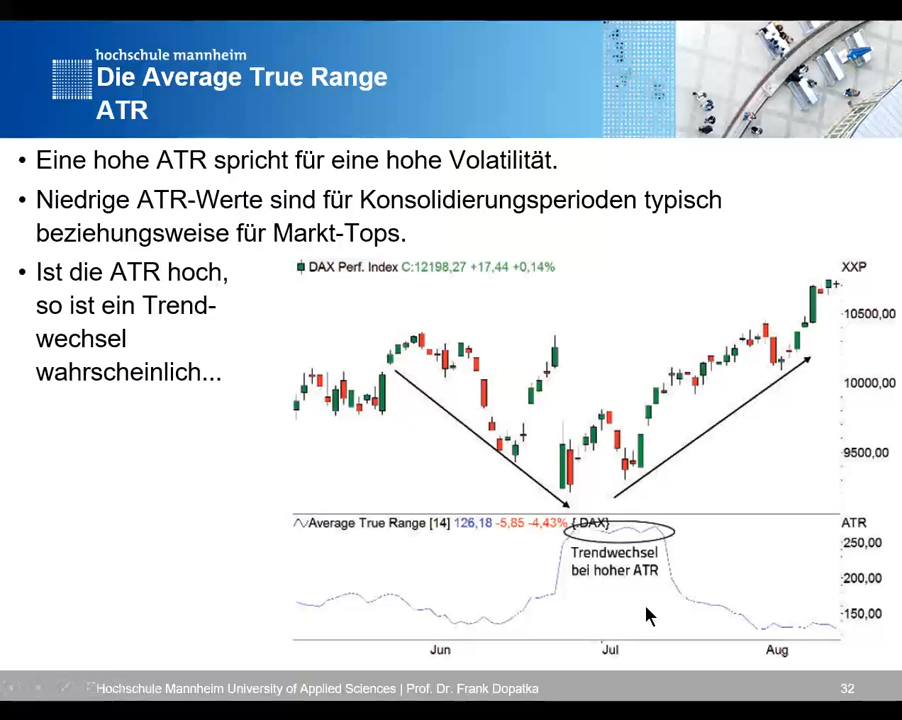 hochschule mannheim
Die Average True Range
ATR
• Eine hohe ATR spricht für eine hohe Volatilität.
• Niedrige ATR-Werte sind für Konsolidierungsperioden typisch
beziehungsweise für Markt-Tops.
• Ist die ATR hoch,
so ist ein Trend-
wechsel
wahrscheinlich...
DAX Perf. Index C:12198,27 +17,44 +0,14%
XXP
10500,00
10000,00
9500,00
Average True Range [14] 126,18 -5,85 -4,43% {.DAX}
ATR
Trendwechsel
bei hoher ATR
250,00
200,00
150,00
Jun
Jul
Aug
Hochschule Mannheim University of Applied Sciences | Prof. Dr. Frank Dopatka
32